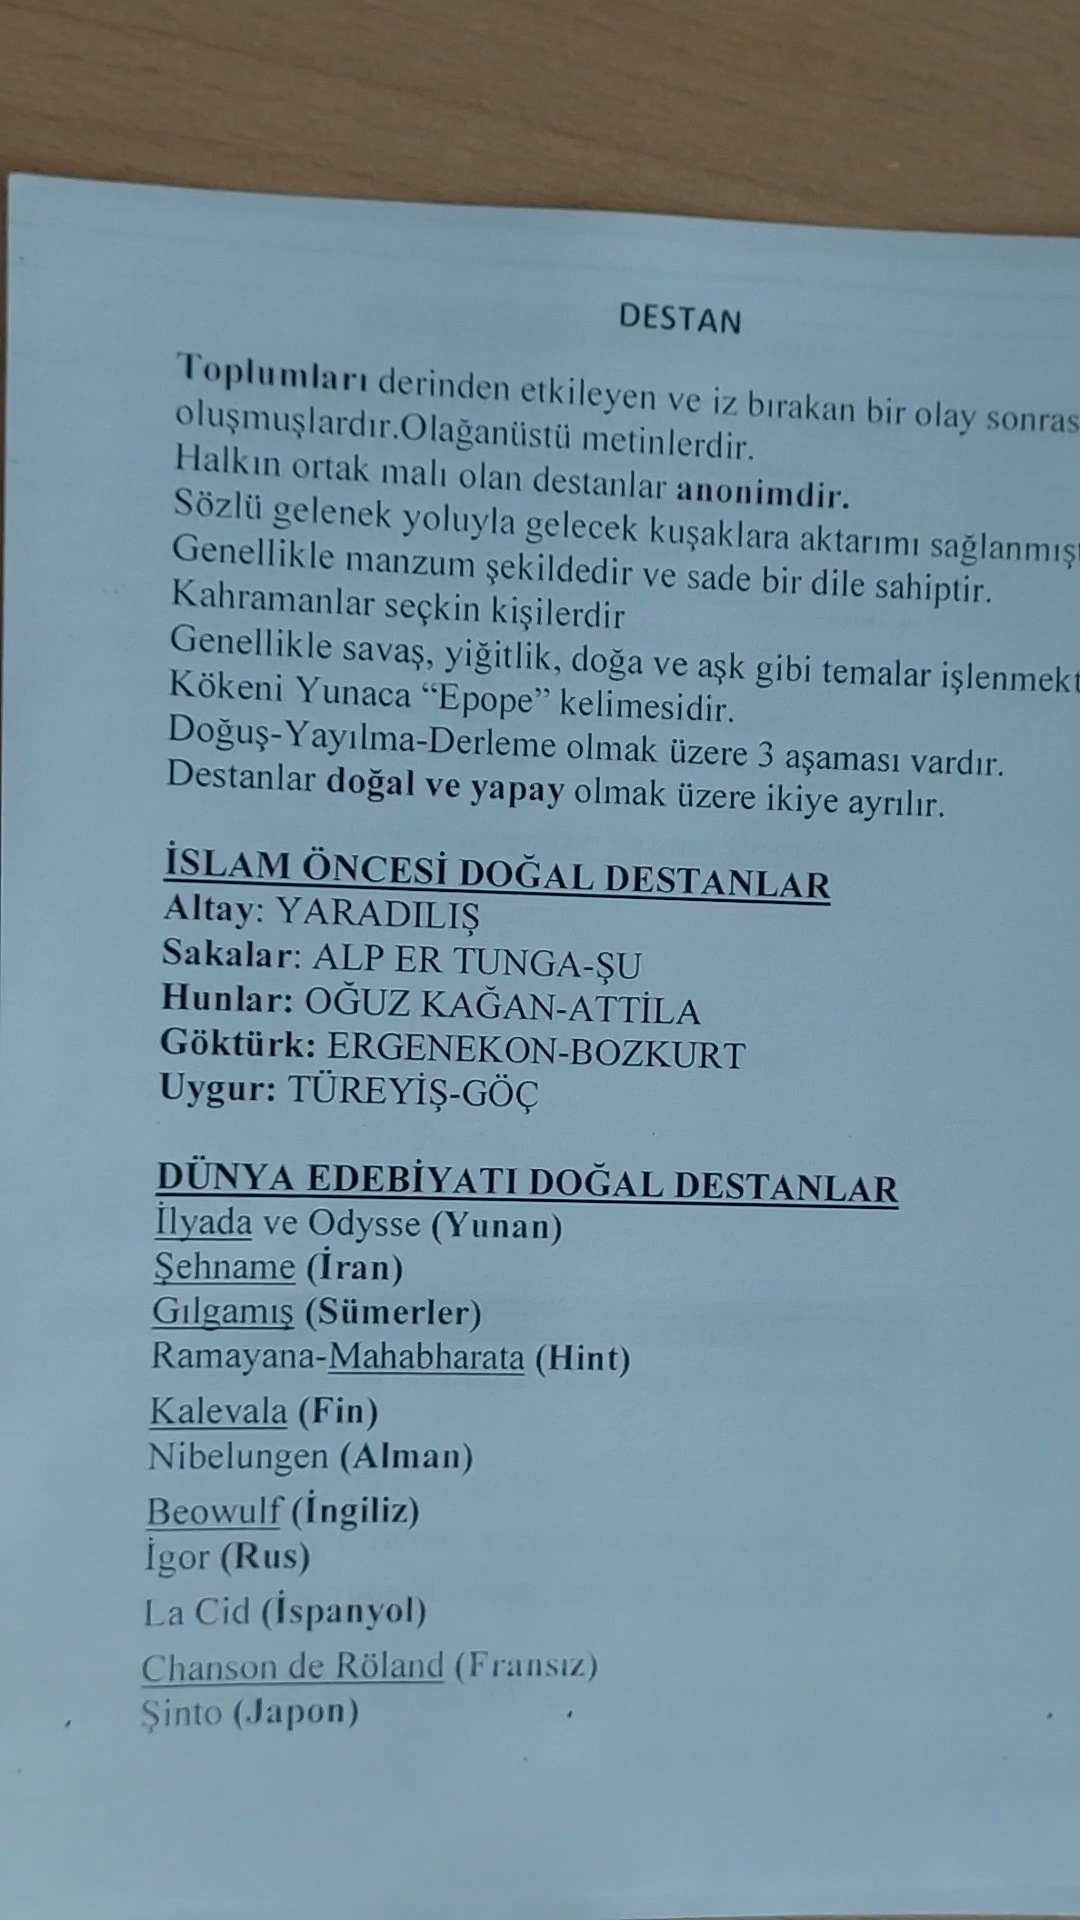 DESTAN
Toplumları derinden etkileyen ve iz bırakan bir olay
oluşmuşlardır.Olağanüstü metinlerdir.
Halkın ortak malı olan destanlar anonimdir.
Sözlü gelenek yoluyla gelecek kuşaklara aktarımı
Genellikle manzum şekildedir ve sade bir dile sahiptir.
Kahramanlar seçkin kişilerdir
Genellikle savaş, yiğitlik, doğa ve aşk gibi temalar
Kökeni Yunaca “Epope” kelimesidir.
Doğuş-Yayılma-Derleme olmak üzere 3 aşaması vardır.
Destanlar doğal ve yapay olmak üzere ikiye ayrılır.
İSLAM ÖNCESİ DOĞAL DESTANLAR
Altay: YARADILIŞ
Sakalar: ALP ER TUNGA-ŞU
Hunlar: OĞUZ KAĞAN-ATTİLA
Göktürk: ERGENEKON-BOZKURT
Uygur: TÜREYİŞ-GÖÇ
DÜNYA EDEBİYATI DOĞAL DESTANLAR
İlyada ve Odysse (Yunan)
Şehname (İran)
Gılgamış (Sümerler)
Ramayana-Mahabharata (Hint)
Kalevala (Fin)
Nibelungen (Alman)
Beowulf (İngiliz)
İgor (Rus)
La Cid (İspanyol)
Chanson de Röland (Fransız)
Şinto (Japon)